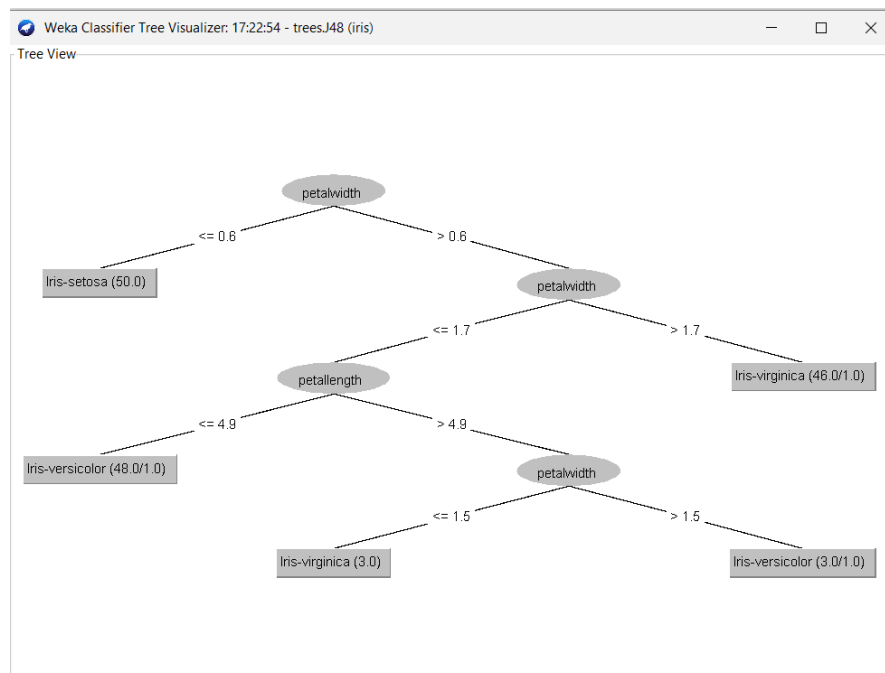 Weka Classifier Tree Visualizer: 17:22:54 - trees.J48 (iris)
Tree View
petalwidth
<= 0.6
> 0.6
Iris-setosa (50.0)
petalwidth
<= 1.7
> 1.7
petallength
Iris-virginica (46.0/1.0)
<= 4.9
> 4.9
Iris-versicolor (48.0/1.0)
petalwidth
<= 1.5
> 1.5
Iris-virginica (3.0)
Iris-versicolor (3.0/1.0)